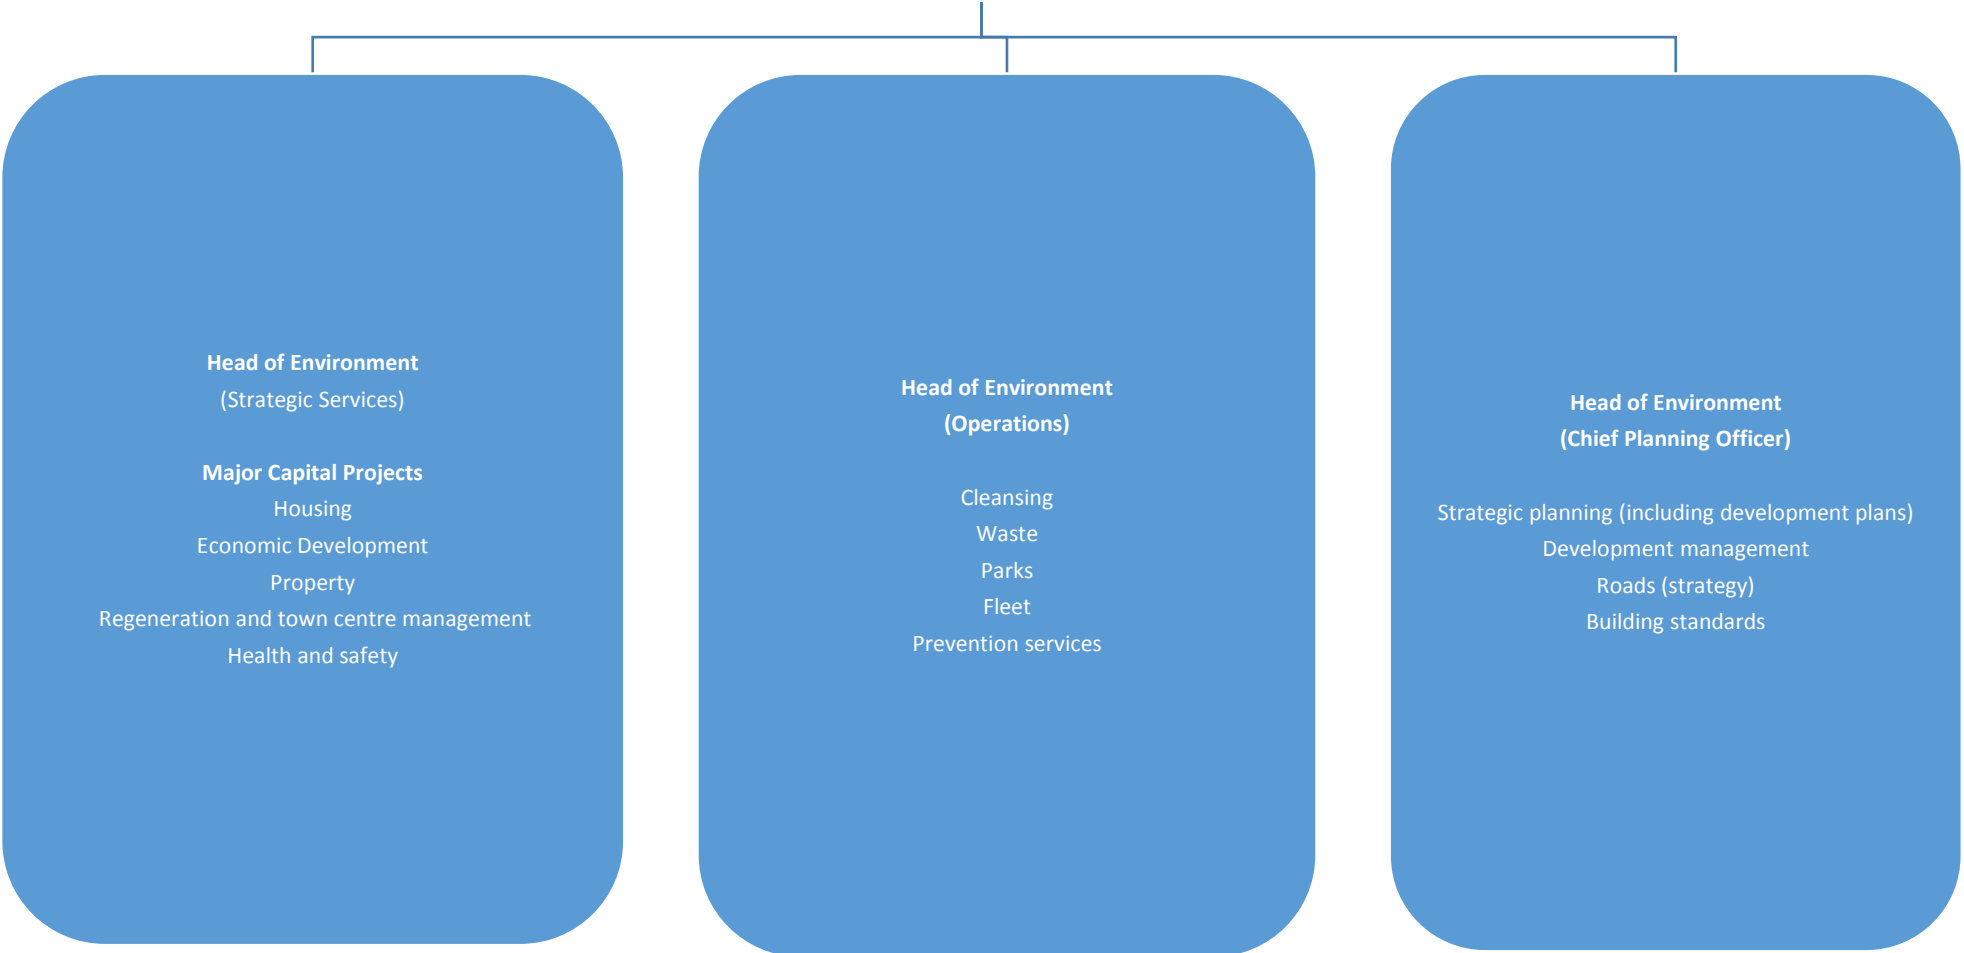 Head of Environment
(Strategic Services)
Major Capital Projects
Housing
Economic Development
Property
Regeneration and town centre management
Health and safety
Head of Environment
(Operations)
Cleansing
Waste
Parks
Fleet
Prevention services
Head of Environment
(Chief Planning Officer)
Strategic planning (including development plans)
Development management
Roads (strategy)
Building standards